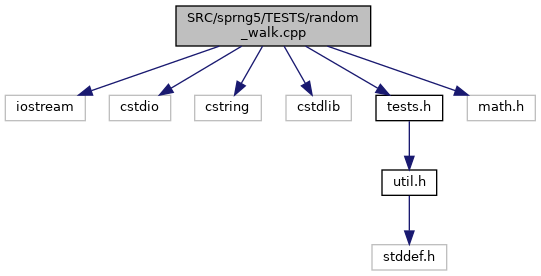 SRC/sprng5/TESTS/random
_walk.cpp
iostream
cstdio
cstring
cstdlib
tests.h
math.h
util.h
stddef.h